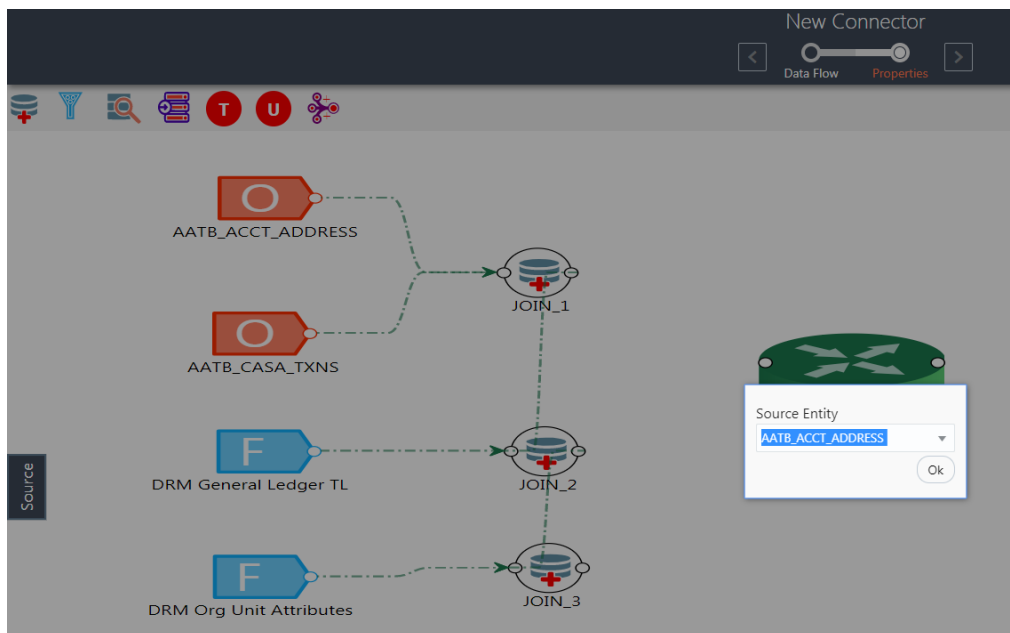 New Connector
Data Flow
Properties
T
U
O
AATB_ACCT_ADDRESS
JOIN_1
O
AATB_CASA_TXNS
Source Entity
AATB_ACCT_ADDRESS
Ok
F
DRM General Ledger TL
JOIN_2
Source
F
DRM Org Unit Attributes
JOIN_3